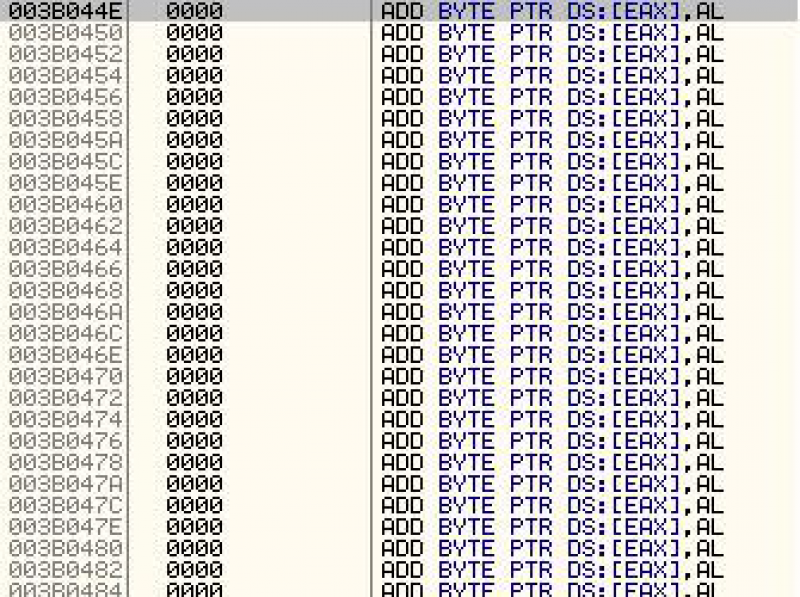 003B044E 0000 ADD BYTE PTR DS:[EAX],AL
003B0450 0000 ADD BYTE PTR DS:[EAX],AL
003B0452 0000 ADD BYTE PTR DS:[EAX],AL
003B0454 0000 ADD BYTE PTR DS:[EAX],AL
003B0456 0000 ADD BYTE PTR DS:[EAX],AL
003B0458 0000 ADD BYTE PTR DS:[EAX],AL
003B045A 0000 ADD BYTE PTR DS:[EAX],AL
003B045C 0000 ADD BYTE PTR DS:[EAX],AL
003B045E 0000 ADD BYTE PTR DS:[EAX],AL
003B0460 0000 ADD BYTE PTR DS:[EAX],AL
003B0462 0000 ADD BYTE PTR DS:[EAX],AL
003B0464 0000 ADD BYTE PTR DS:[EAX],AL
003B0466 0000 ADD BYTE PTR DS:[EAX],AL
003B0468 0000 ADD BYTE PTR DS:[EAX],AL
003B046A 0000 ADD BYTE PTR DS:[EAX],AL
003B046C 0000 ADD BYTE PTR DS:[EAX],AL
003B046E 0000 ADD BYTE PTR DS:[EAX],AL
003B0470 0000 ADD BYTE PTR DS:[EAX],AL
003B0472 0000 ADD BYTE PTR DS:[EAX],AL
003B0474 0000 ADD BYTE PTR DS:[EAX],AL
003B0476 0000 ADD BYTE PTR DS:[EAX],AL
003B0478 0000 ADD BYTE PTR DS:[EAX],AL
003B047A 0000 ADD BYTE PTR DS:[EAX],AL
003B047C 0000 ADD BYTE PTR DS:[EAX],AL
003B047E 0000 ADD BYTE PTR DS:[EAX],AL
003B0480 0000 ADD BYTE PTR DS:[EAX],AL
003B0482 0000 ADD BYTE PTR DS:[EAX],AL
003B0484 0000 ADD BYTE PTR DS:[EAX],AL